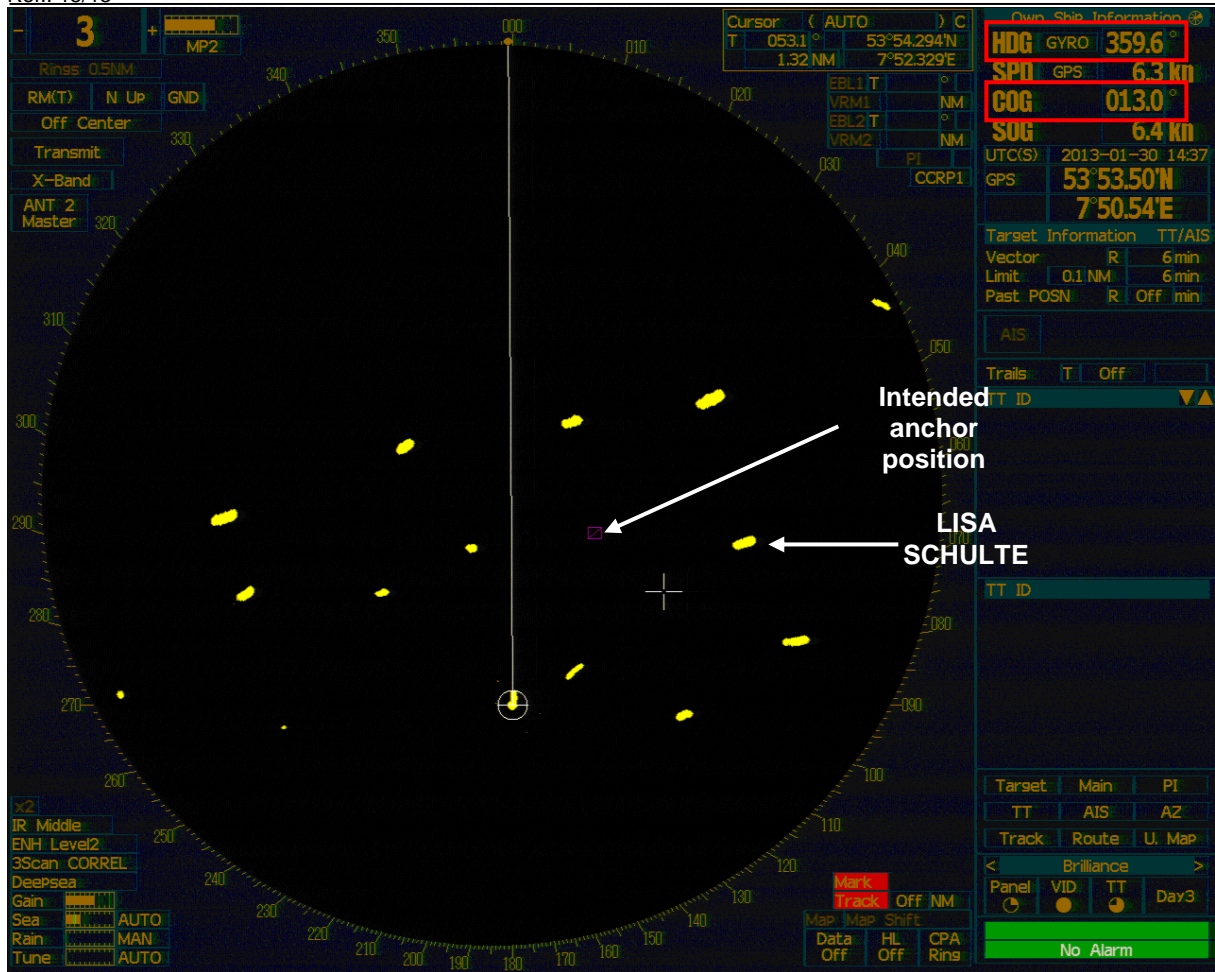 - 3 +
MP2
Rings 0.5NM
RM(T) N Up GND
Off Center
Transmit
X-Band
ANT 2
Master
Cursor ( AUTO ) C
T 053.1 ° 53°54.294'N
1.32 NM 7°52.329'E
EBL1 T °
VRM1 NM
EBL2 T °
VRM2 NM
PI
CCRP1
Own Ship Information
HDG GYRO 359.6 °
SPD GPS 6.3 kn
COG 013.0 °
SOG 6.4 kn
UTC(S) 2013-01-30 14:37
GPS 53°53.50'N
7°50.54'E
Target Information TT/AIS
Vector R 6 min
Limit 0.1 NM 6 min
Past POSN R Off min
AIS
Trails T Off
TT ID
TT ID
000
010
020
030
040
050
060
070
080
090
100
110
120
130
140
150
160
170
180
190
200
210
220
230
240
250
260
270
280
290
300
310
320
330
340
350
Intended
anchor
position
LISA
SCHULTE
x2
IR Middle
ENH Level2
3Scan CORREL
Deepsea
Gain
Sea AUTO
Rain MAN
Tune AUTO
Mark
Track Off NM
Map Map Shift
Data HL CPA
Off Off Ring
Target Main PI
TT AIS AZ
Track Route U. Map
< Brilliance >
Panel VID TT Day3
No Alarm